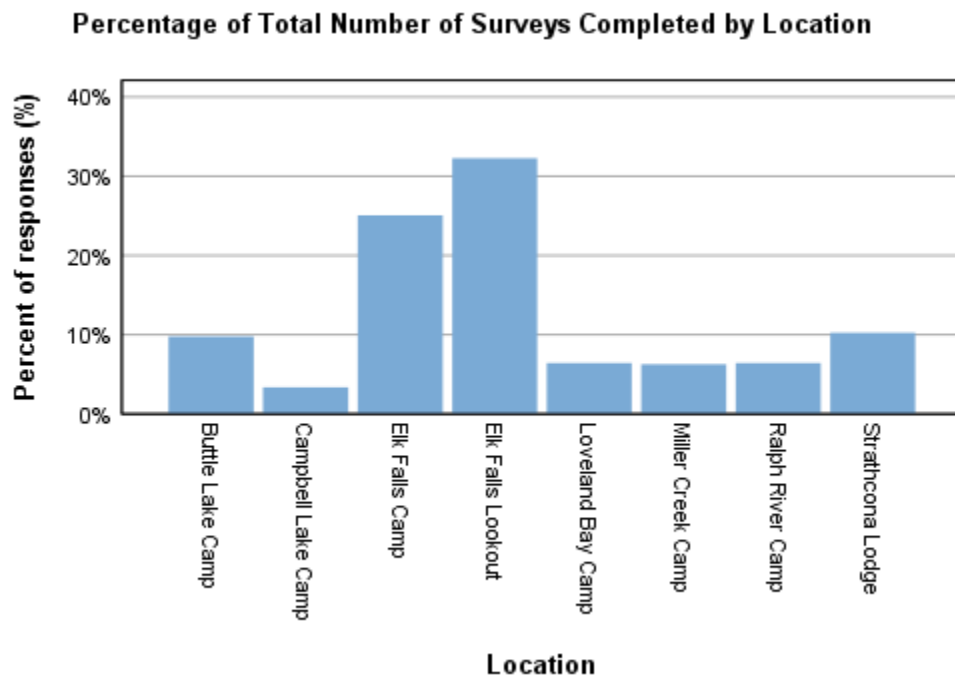 Percentage of Total Number of Surveys Completed by Location
Percent of responses (%)
40%
30%
20%
10%
0%
Buttle Lake Camp
Campbell Lake Camp
Elk Falls Camp
Elk Falls Lookout
Loveland Bay Camp
Miller Creek Camp
Ralph River Camp
Strathcona Lodge
Location